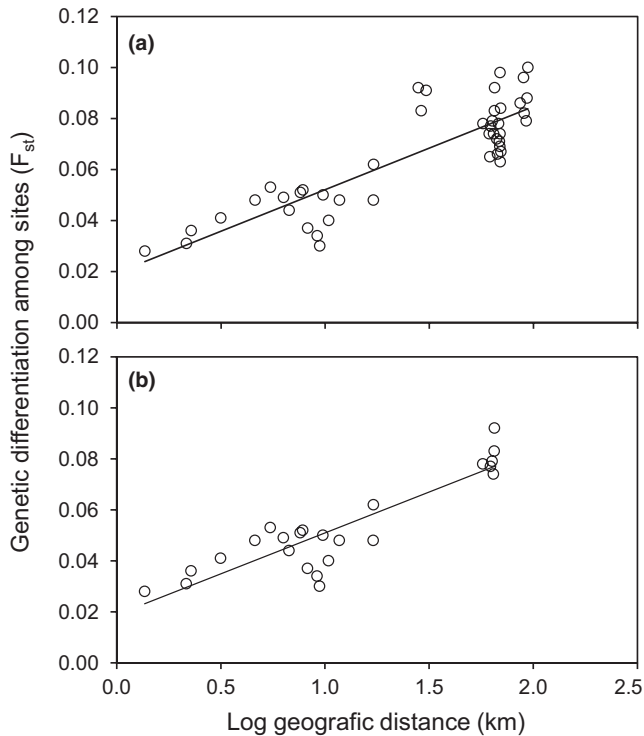 0.12
(a)
0.10
0.08
0.06
0.04
0.02
0.00
0.12
(b)
0.10
0.08
0.06
0.04
0.02
0.00
0.0 0.5 1.0 1.5 2.0 2.5
Log geografic distance (km)
Genetic differentiation among sites (Fst)